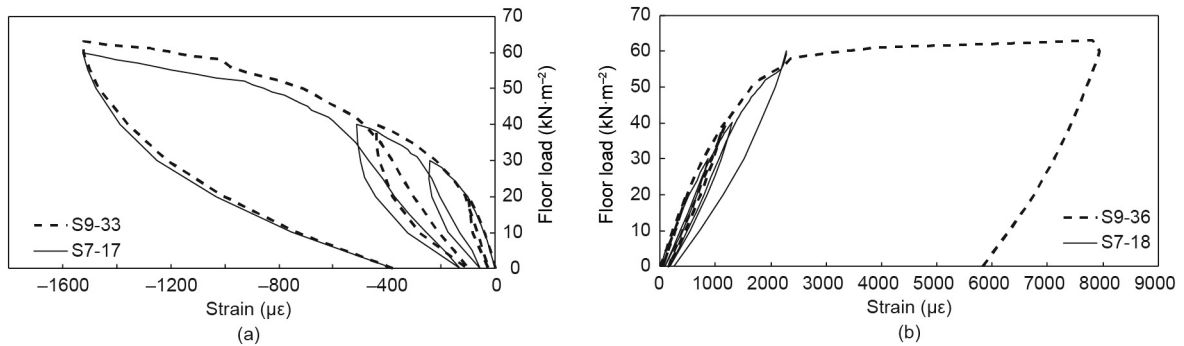 70
60
50
40
30
20
10
0
Floor load (kN·m⁻²)
S9-33
S7-17
−1600 −1200 −800 −400 0
Strain (με)
(a)
70
60
50
40
30
20
10
0
Floor load (kN·m⁻²)
S9-36
S7-18
0 1000 2000 3000 4000 5000 6000 7000 8000 9000
Strain (με)
(b)